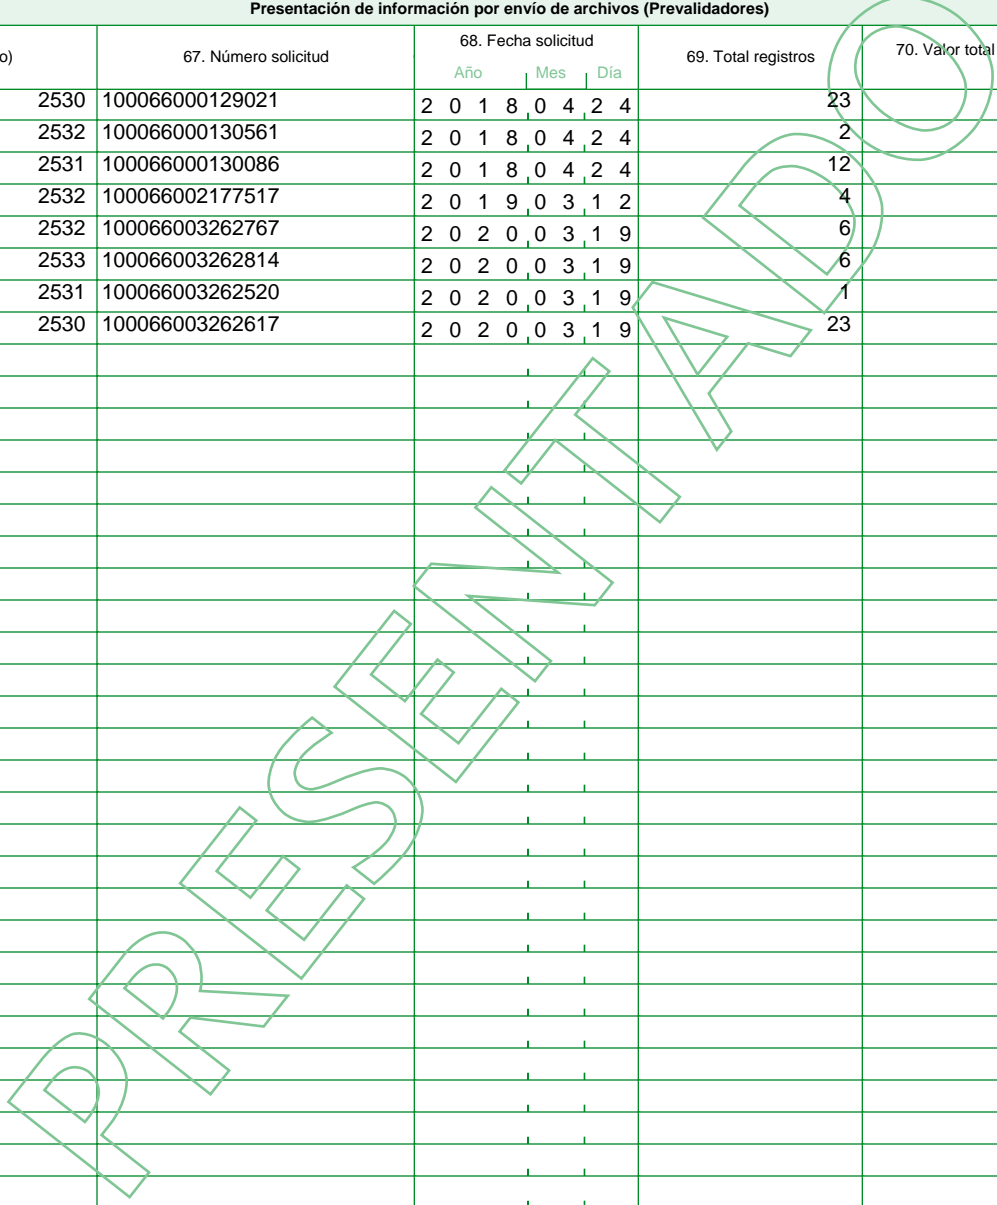 Presentación de información por envío de archivos (Prevalidadores)
o) 67. Número solicitud 68. Fecha solicitud 69. Total registros 70. Valor total
Año Mes Día
2530 100066000129021 2 0 1 8 0 4 2 4 23
2532 100066000130561 2 0 1 8 0 4 2 4 2
2531 100066000130086 2 0 1 8 0 4 2 4 12
2532 100066002177517 2 0 1 9 0 3 1 2 4
2532 100066003262767 2 0 2 0 0 3 1 9 6
2533 100066003262814 2 0 2 0 0 3 1 9 6
2531 100066003262520 2 0 2 0 0 3 1 9 1
2530 100066003262617 2 0 2 0 0 3 1 9 23
PRESENTADO